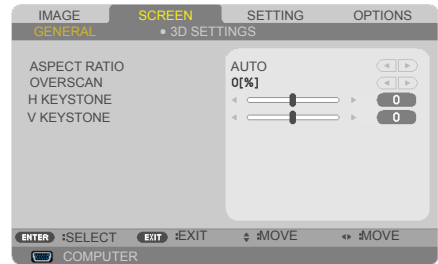 IMAGE SCREEN SETTING OPTIONS
GENERAL • 3D SETTINGS
ASPECT RATIO AUTO
OVERSCAN 0[%]
H KEYSTONE 0
V KEYSTONE 0
ENTER :SELECT EXIT :EXIT :MOVE :MOVE
COMPUTER